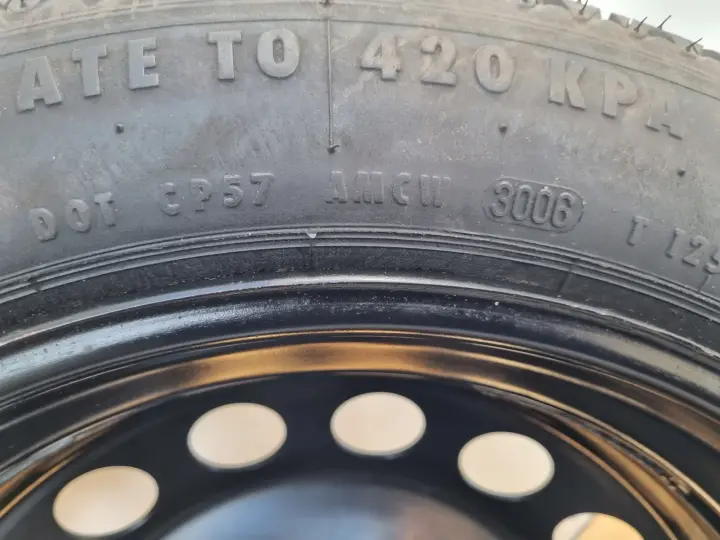 ATE TO 420 KPA
DOT CP57 AMCW 3006 T 125